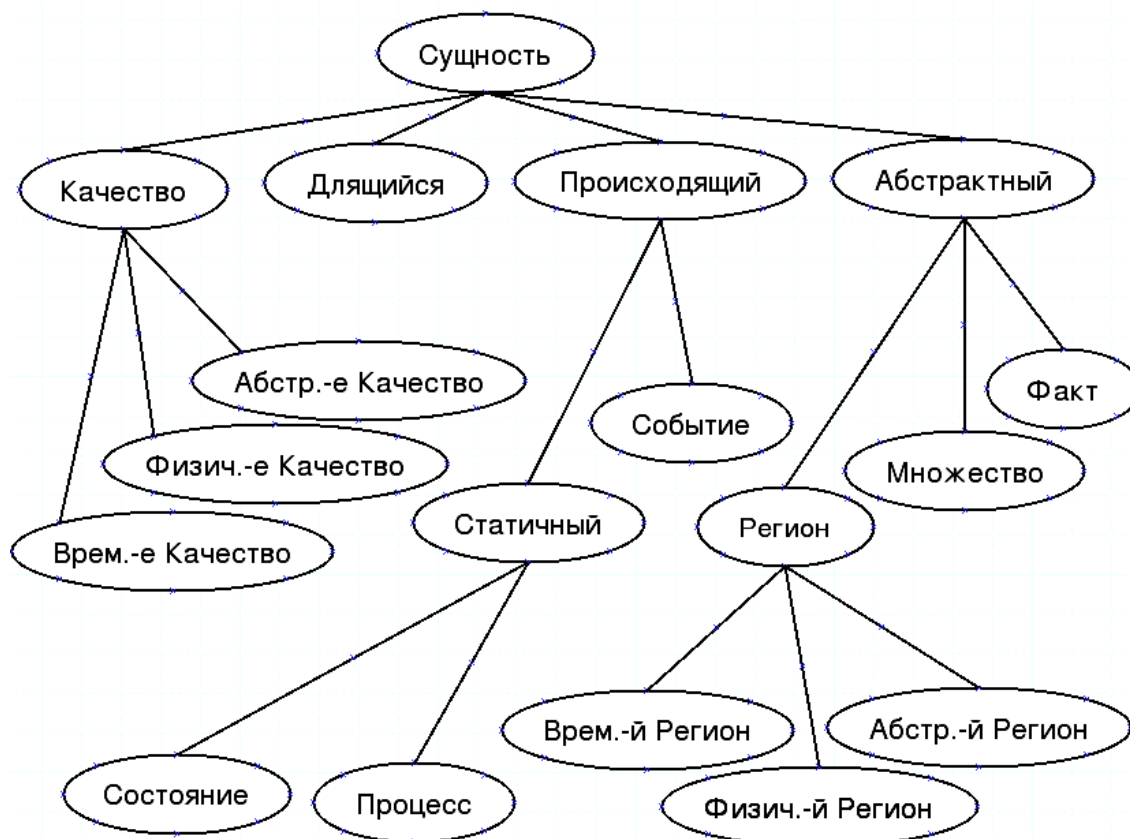 Сущность
Качество
Длящийся
Происходящий
Абстрактный
Абстр.-е Качество
Физич.-е Качество
Врем.-е Качество
Событие
Статичный
Факт
Множество
Регион
Состояние
Процесс
Врем.-й Регион
Физич.-й Регион
Абстр.-й Регион